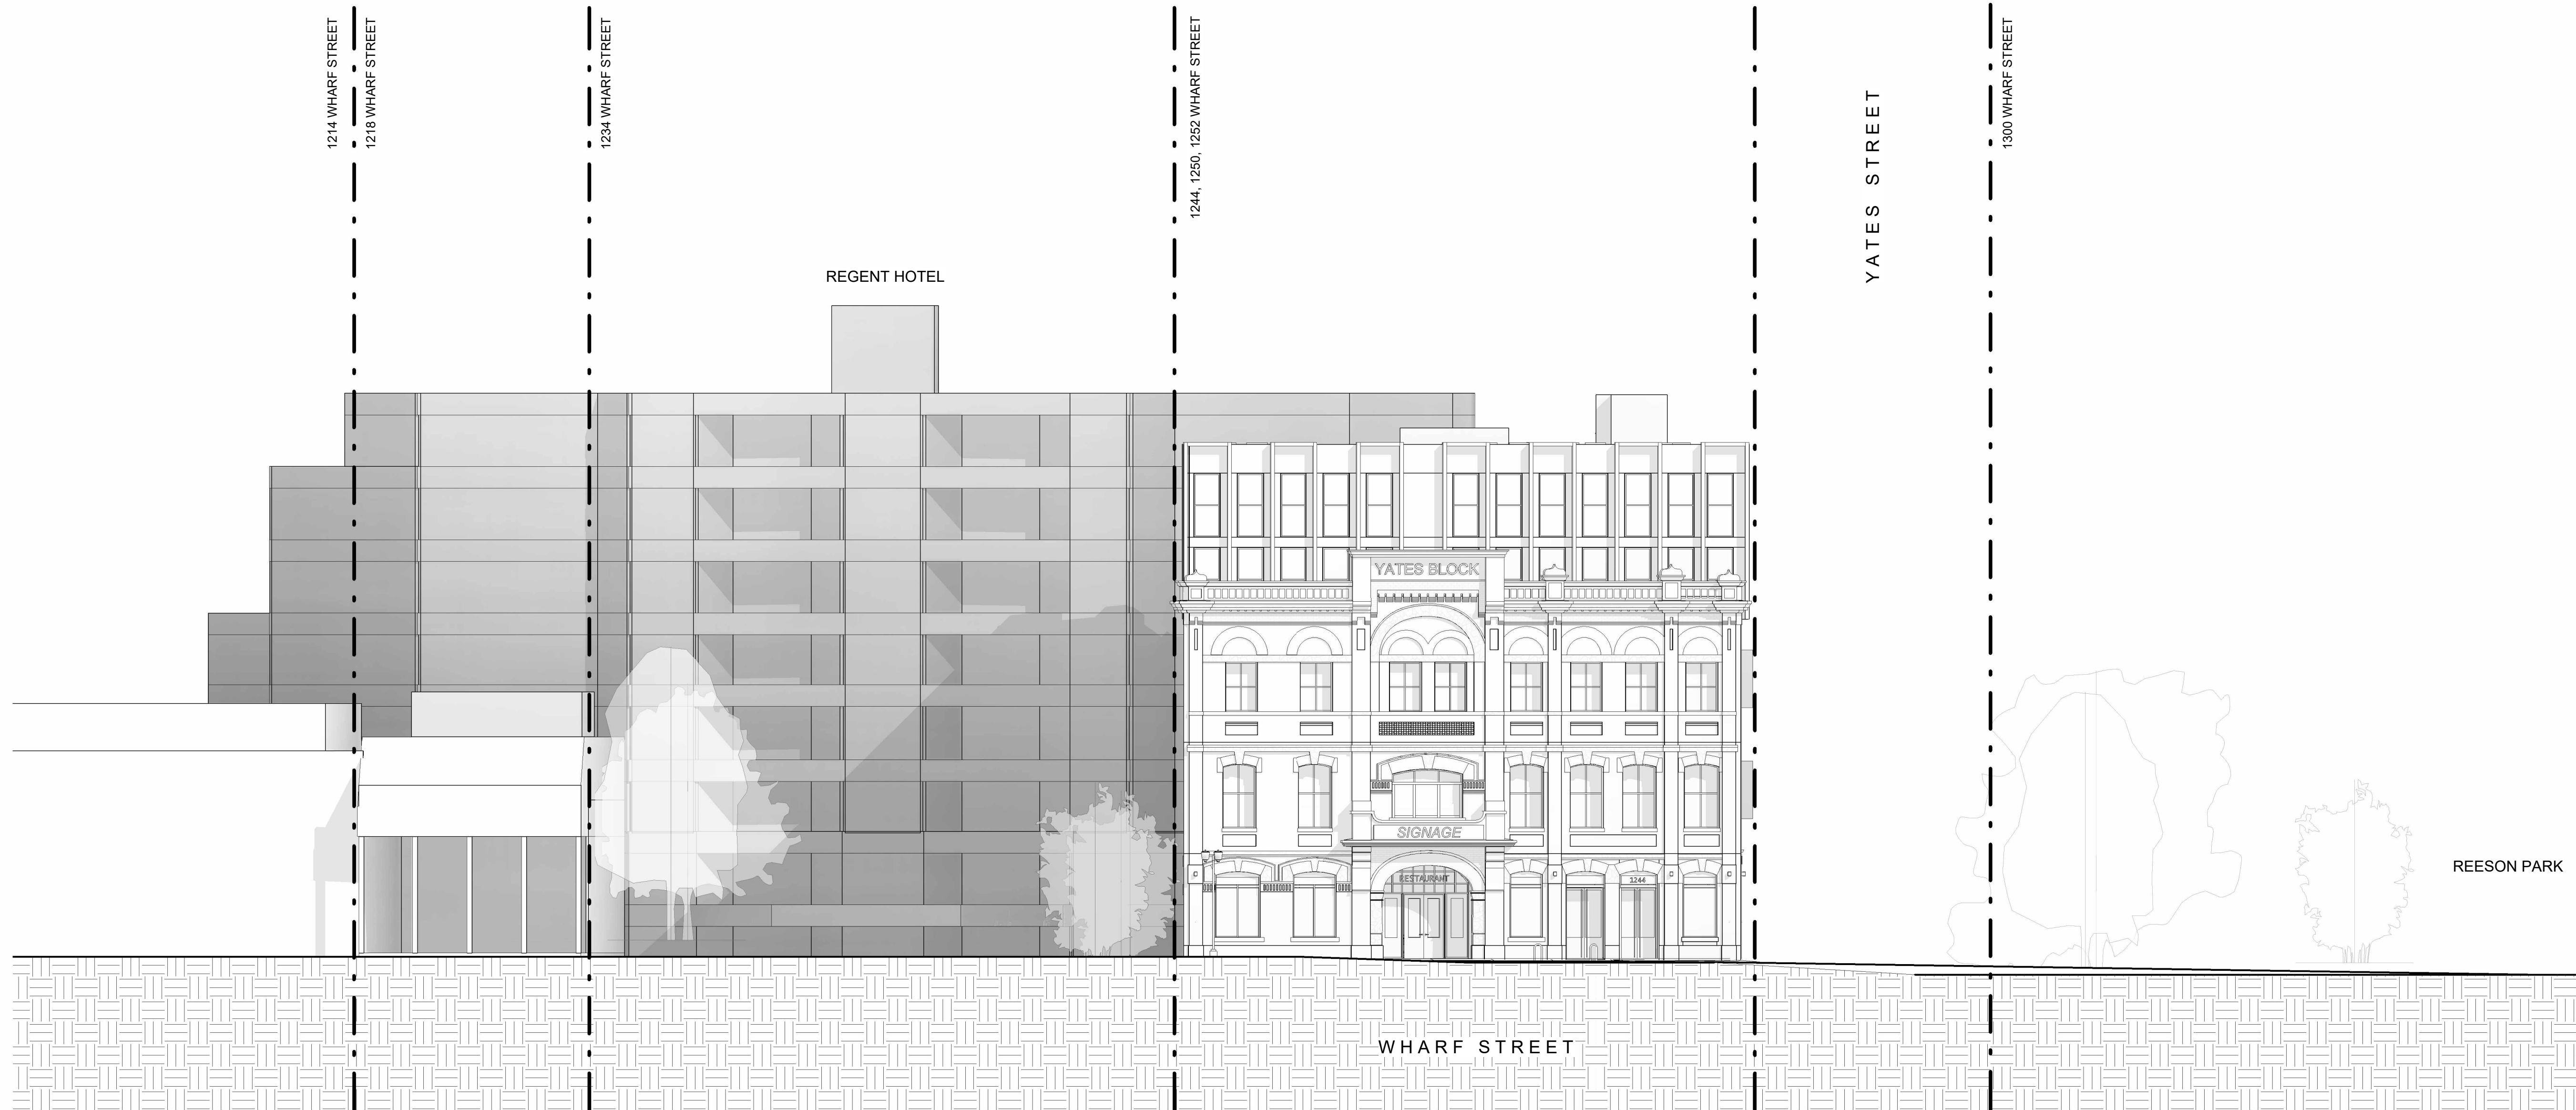 1214 WHARF STREET
1218 WHARF STREET
1234 WHARF STREET
1244, 1250, 1252 WHARF STREET
YATES STREET
1300 WHARF STREET
REGENT HOTEL
YATES BLOCK
SIGNAGE
RESTAURANT
1244
REESON PARK
WHARF STREET